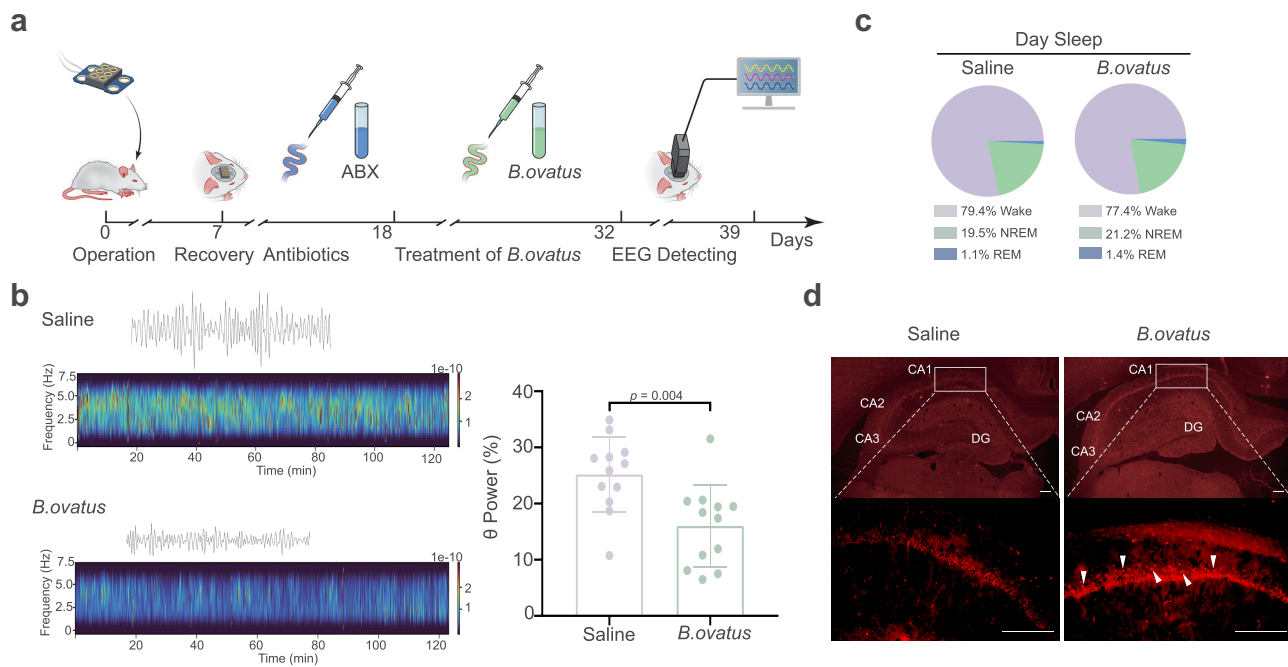 a
ABX
B.ovatus
0
7
18
32
39
Days
Operation
Recovery
Antibiotics
Treatment of B.ovatus
EEG Detecting
b
Saline
Frequency (Hz)
7.5
5.0
2.5
0
1e-10
2
1
0 20 40 60 80 100 120
Time (min)
B.ovatus
Frequency (Hz)
7.5
5.0
2.5
0
1e-10
2
1
0 20 40 60 80 100 120
Time (min)
θ Power (%)
40
30
20
10
0
p = 0.004
Saline
B.ovatus
c
Day Sleep
Saline
B.ovatus
79.4% Wake
19.5% NREM
1.1% REM
77.4% Wake
21.2% NREM
1.4% REM
d
Saline
B.ovatus
CA1
CA2
CA3
DG
CA1
CA2
CA3
DG